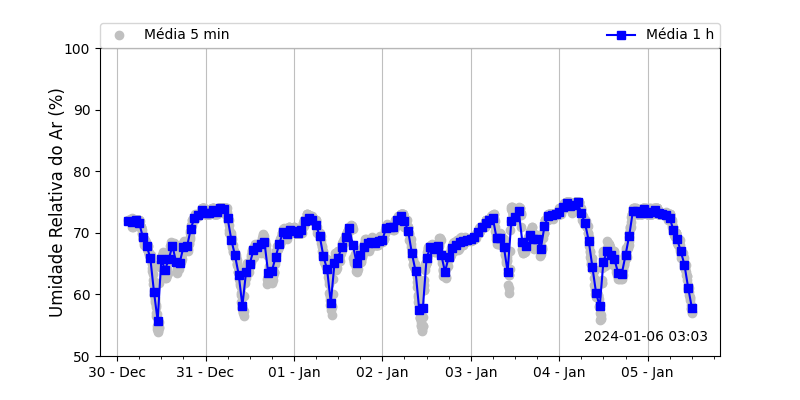 Média 5 min
Média 1 h
Umidade Relativa do Ar (%)
100
90
80
70
60
50
2024-01-06 03:03
30 - Dec
31 - Dec
01 - Jan
02 - Jan
03 - Jan
04 - Jan
05 - Jan